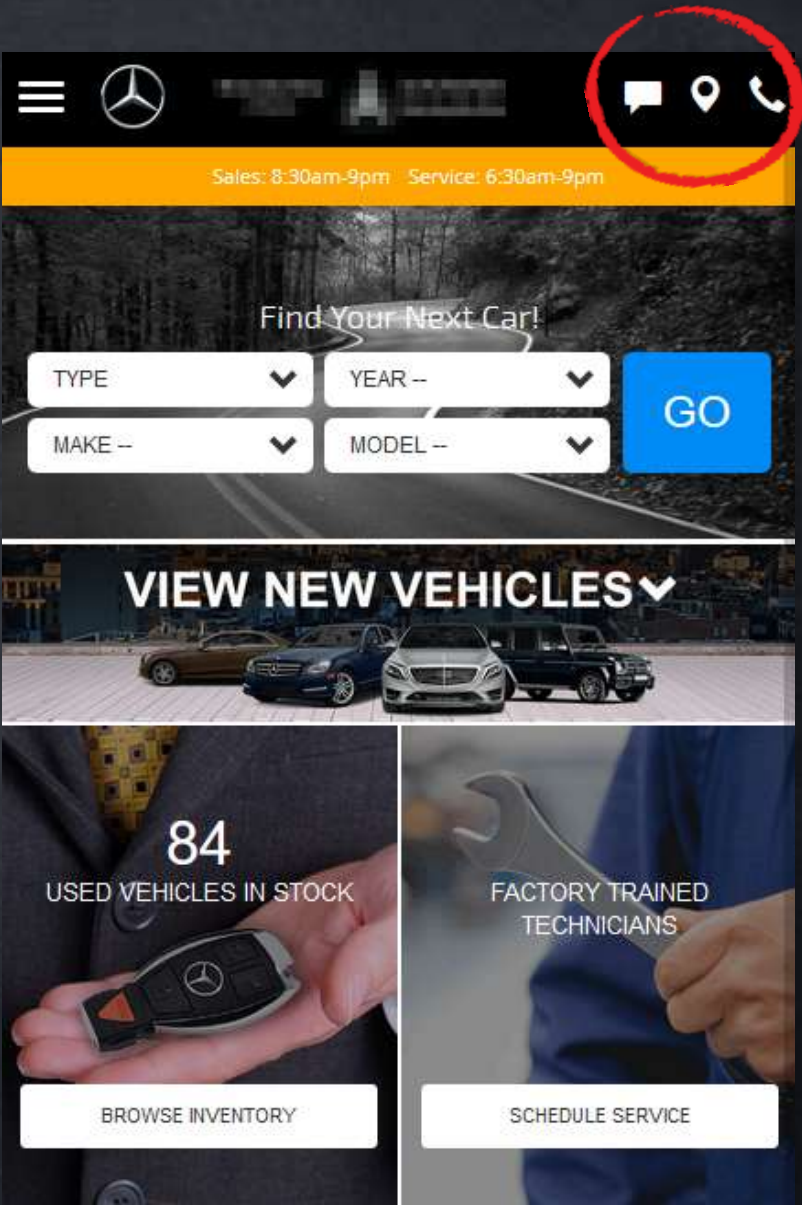 Sales: 8:30am-9pm Service: 6:30am-9pm
Find Your Next Car!
TYPE
YEAR --
MAKE --
MODEL --
GO
VIEW NEW VEHICLES
84
USED VEHICLES IN STOCK
BROWSE INVENTORY
FACTORY TRAINED
TECHNICIANS
SCHEDULE SERVICE